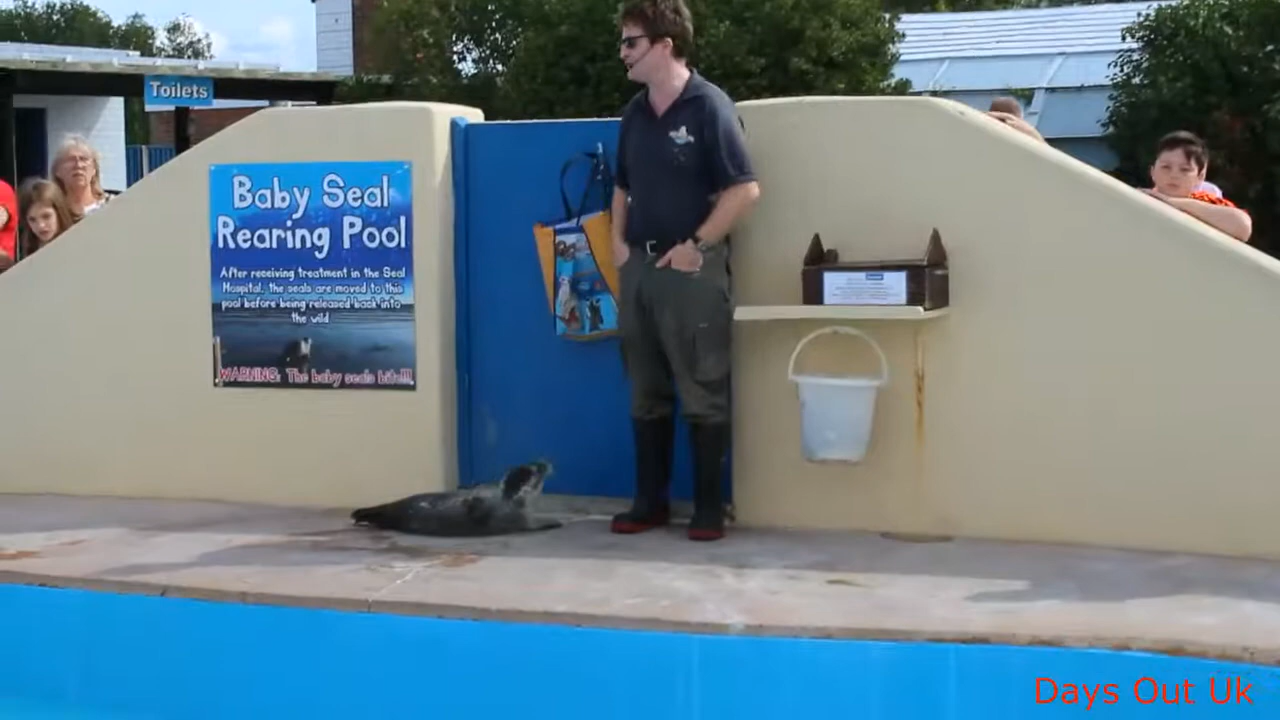 Toilets
Baby Seal
Rearing Pool
After receiving treatment in the Seal
Hospital, the seals are moved to this
pool before being released back into
the wild
WARNING: The baby seals bite!!!
Days Out Uk